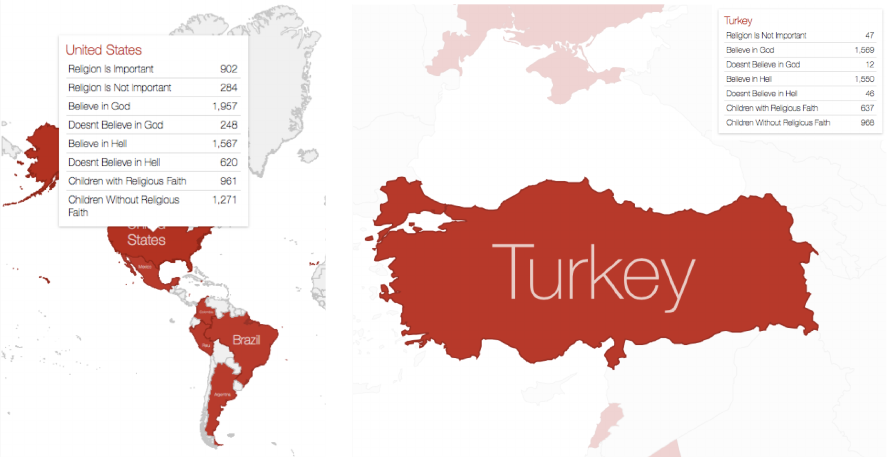 United States
Religion Is Important 902
Religion Is Not Important 284
Believe in God 1,957
Doesnt Believe in God 248
Believe in Hell 1,567
Doesnt Believe in Hell 620
Children with Religious Faith 961
Children Without Religious 1,271
Faith
United
States
Mexico
Colombia
Peru
Brazil
Argentina
Turkey
Religion Is Not Important 47
Believe in God 1,569
Doesnt Believe in God 12
Believe in Hell 1,550
Doesnt Believe in Hell 46
Children with Religious Faith 637
Children Without Religious Faith 968
Turkey